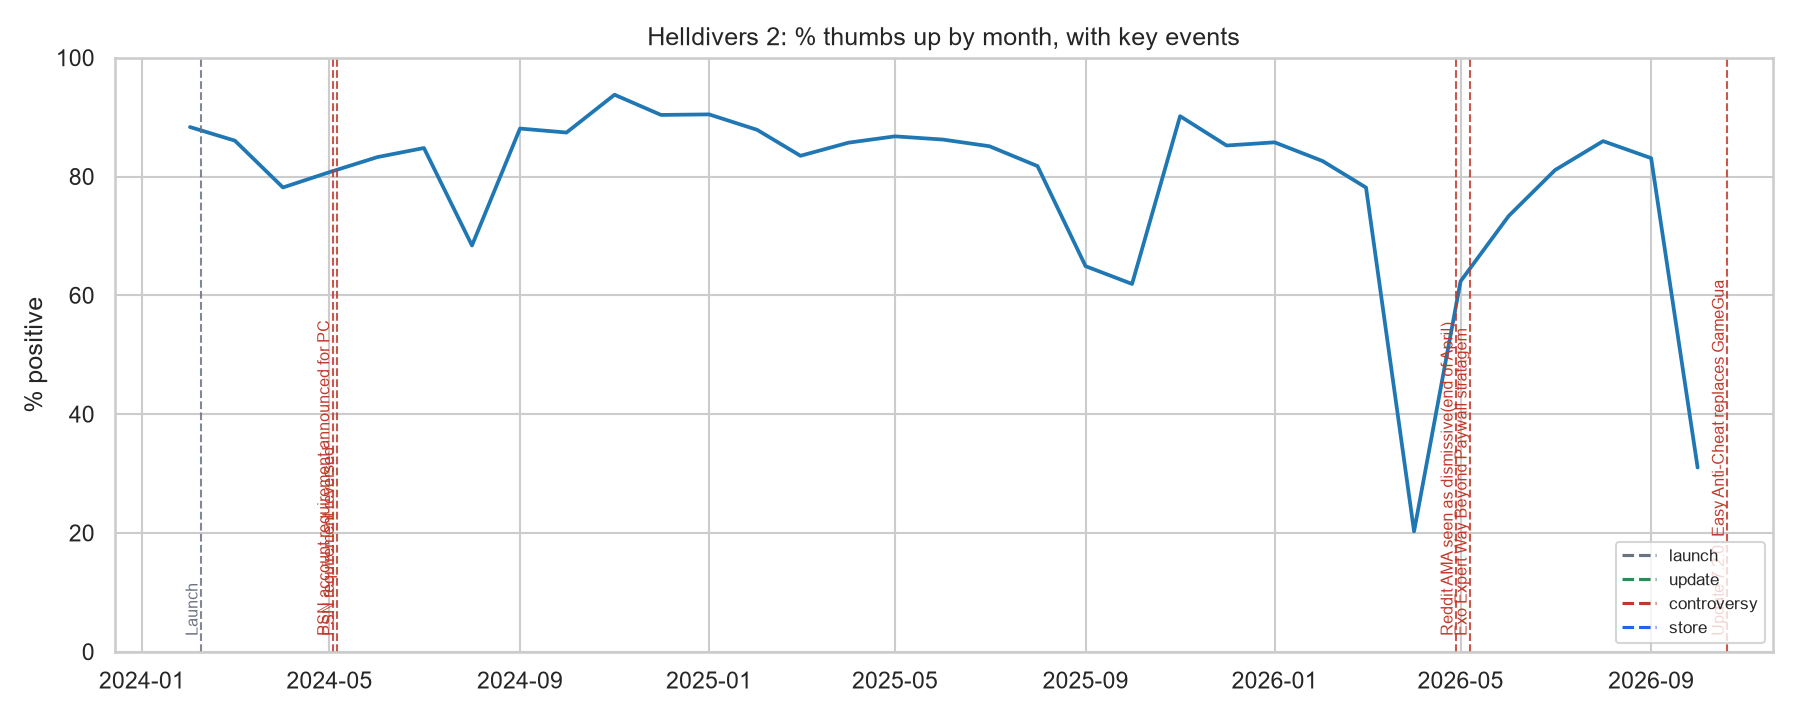 Helldivers 2: % thumbs up by month, with key events
% positive
100
80
60
40
20
0
Launch
PSN account requirement announced for PC
requirement reversed
Reddit AMA seen as dismissive(end of April)
Exo Expert Way Beyond Paywall stratagem
Easy Anti-Cheat replaces GameGua
launch
update
controversy
store
2024-01
2024-05
2024-09
2025-01
2025-05
2025-09
2026-01
2026-05
2026-09